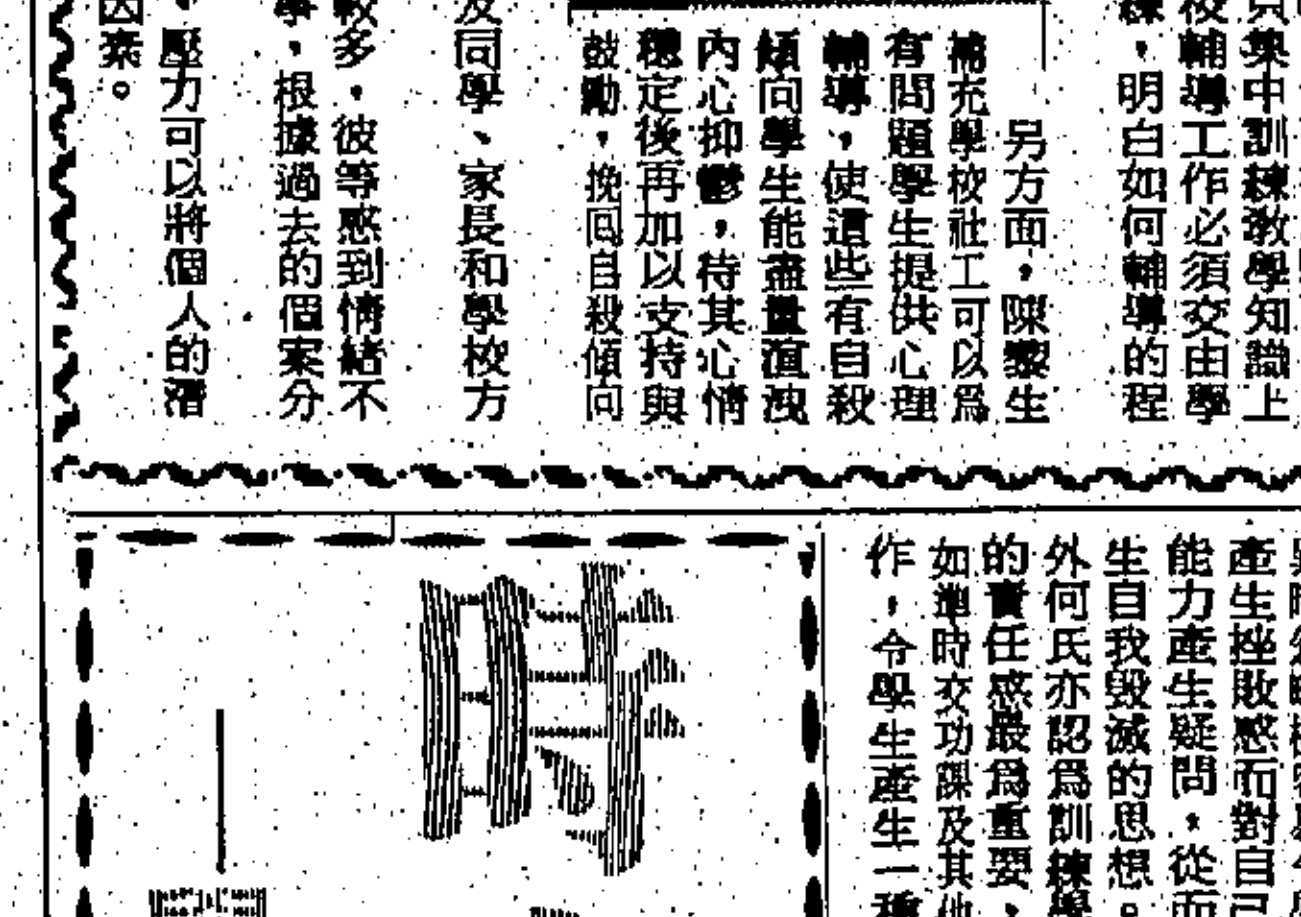 員集中訓練教學知識上
校輔導工作必須交由學
練，明白如何輔導的程
另方面，陳黎生
補充學校社工可以爲
有問題學生提供心理
輔導，使這些有自殺
傾向學生能盡量渲洩
內心抑鬱，待其心情
穩定後再加以支持與
鼓勵，挽回自殺傾向
及同學、家長和學校方
較多，彼等感到情緒不
學，根據過去的個案分
，壓力可以將個人的潛
因素。
產生挫敗感而對自己
能力產生疑問，從而
生自我毀滅的思想。
外何氏亦認爲訓練學
的責任感最爲重要，
如準時交功課及其他
作，令學生產生一種
時